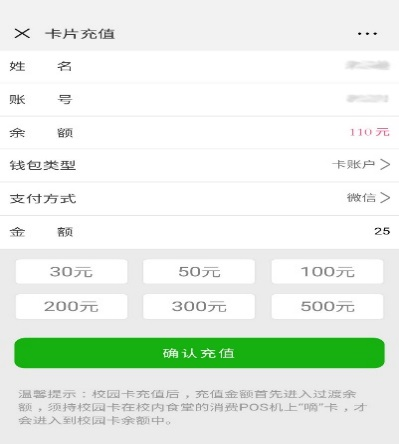 卡片充值
姓 名
账 号
余 额 110 元
钱包类型 卡账户
支付方式 微信
金 额 25
30元 50元 100元
200元 300元 500元
确认充值
温馨提示：校园卡充值后，充值金额首先进入过渡余
额，须持校园卡在校内食堂的消费POS机上“嘀”卡，才
会进入到校园卡余额中。